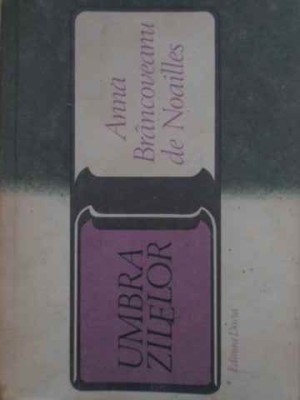 Anna
Brâncoveanu
de Noailles
UMBRA
ZILELOR
Editura Dacia